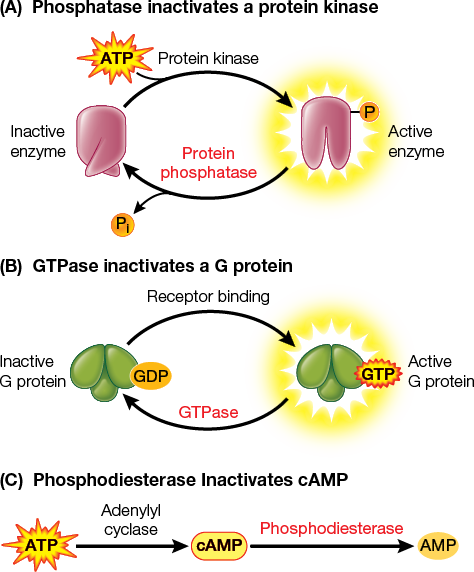 (A) Phosphatase inactivates a protein kinase
ATP
Protein kinase
Inactive
enzyme
P
Active
enzyme
Protein
phosphatase
Pi
(B) GTPase inactivates a G protein
Receptor binding
Inactive
G protein
GDP
GTP
Active
G protein
GTPase
(C) Phosphodiesterase Inactivates cAMP
Adenylyl
cyclase
Phosphodiesterase
ATP
cAMP
AMP